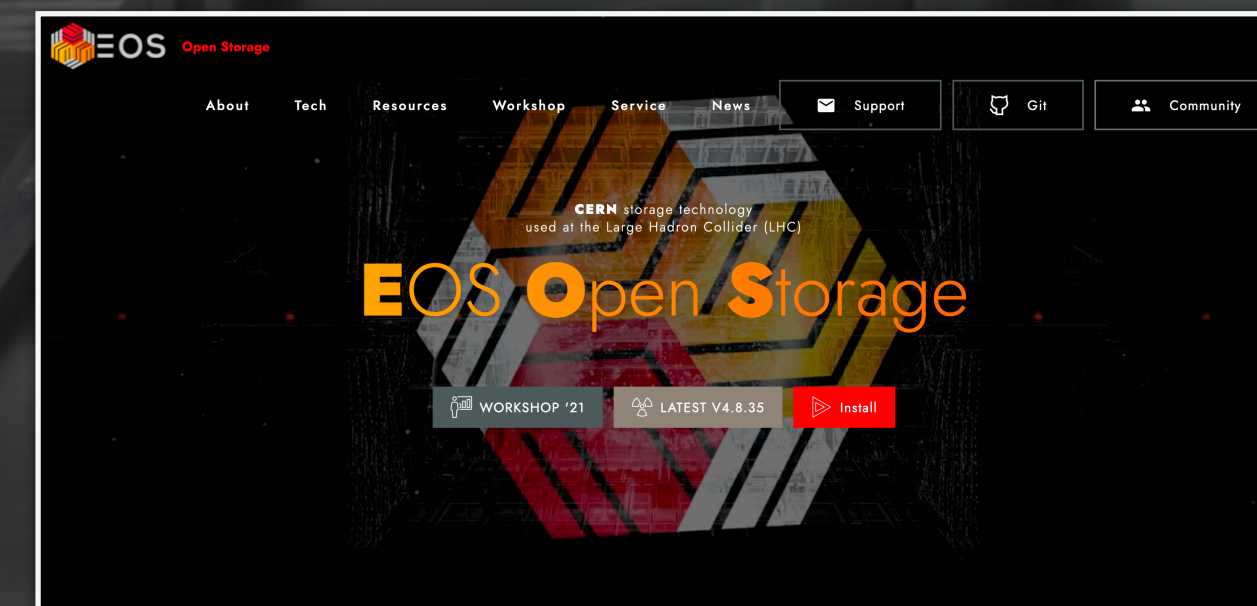 EOS Open Storage
About Tech Resources Workshop Service News Support Git Community
CERN storage technology
used at the Large Hadron Collider (LHC)
EOS Open Storage
WORKSHOP '21 LATEST V4.8.35 Install